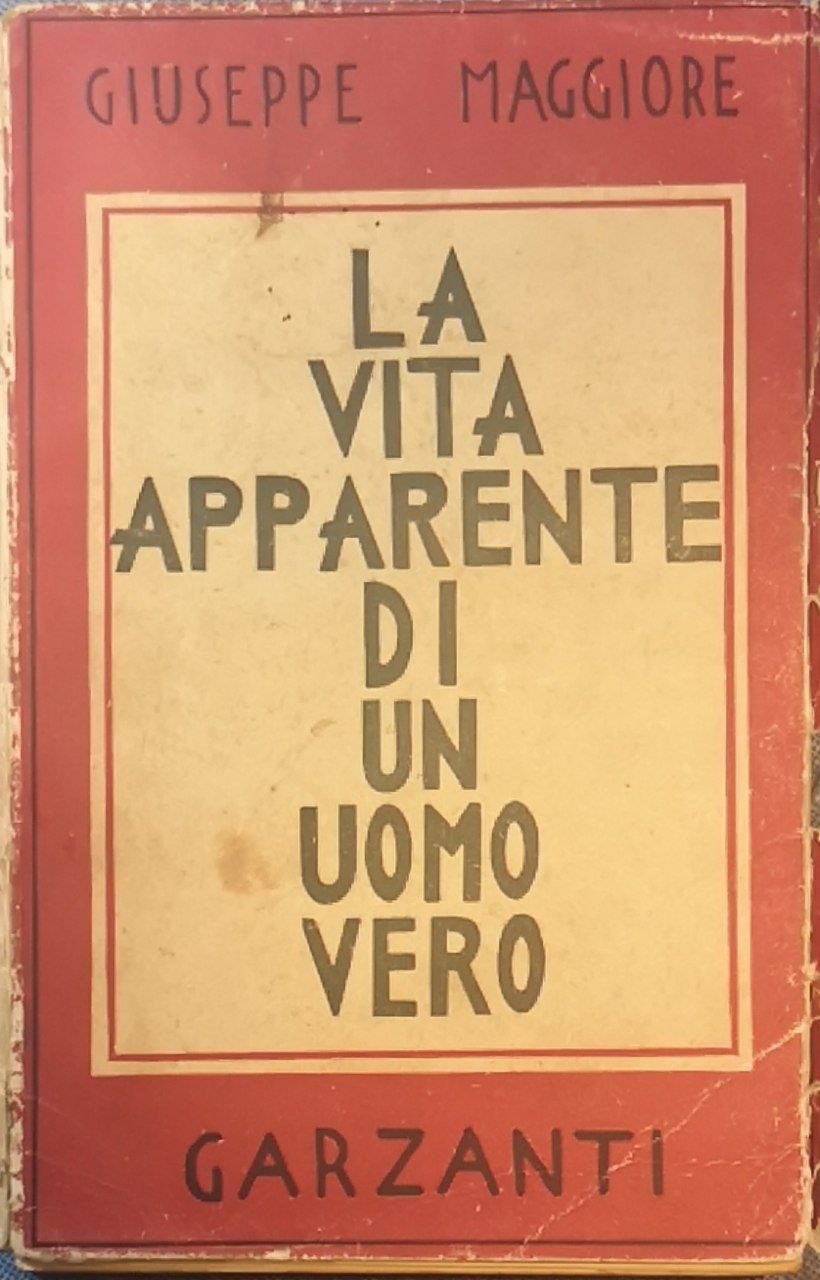 GIUSEPPE MAGGIORE
LA
VITA
APPARENTE
DI
UN
UOMO
VERO
GARZANTI